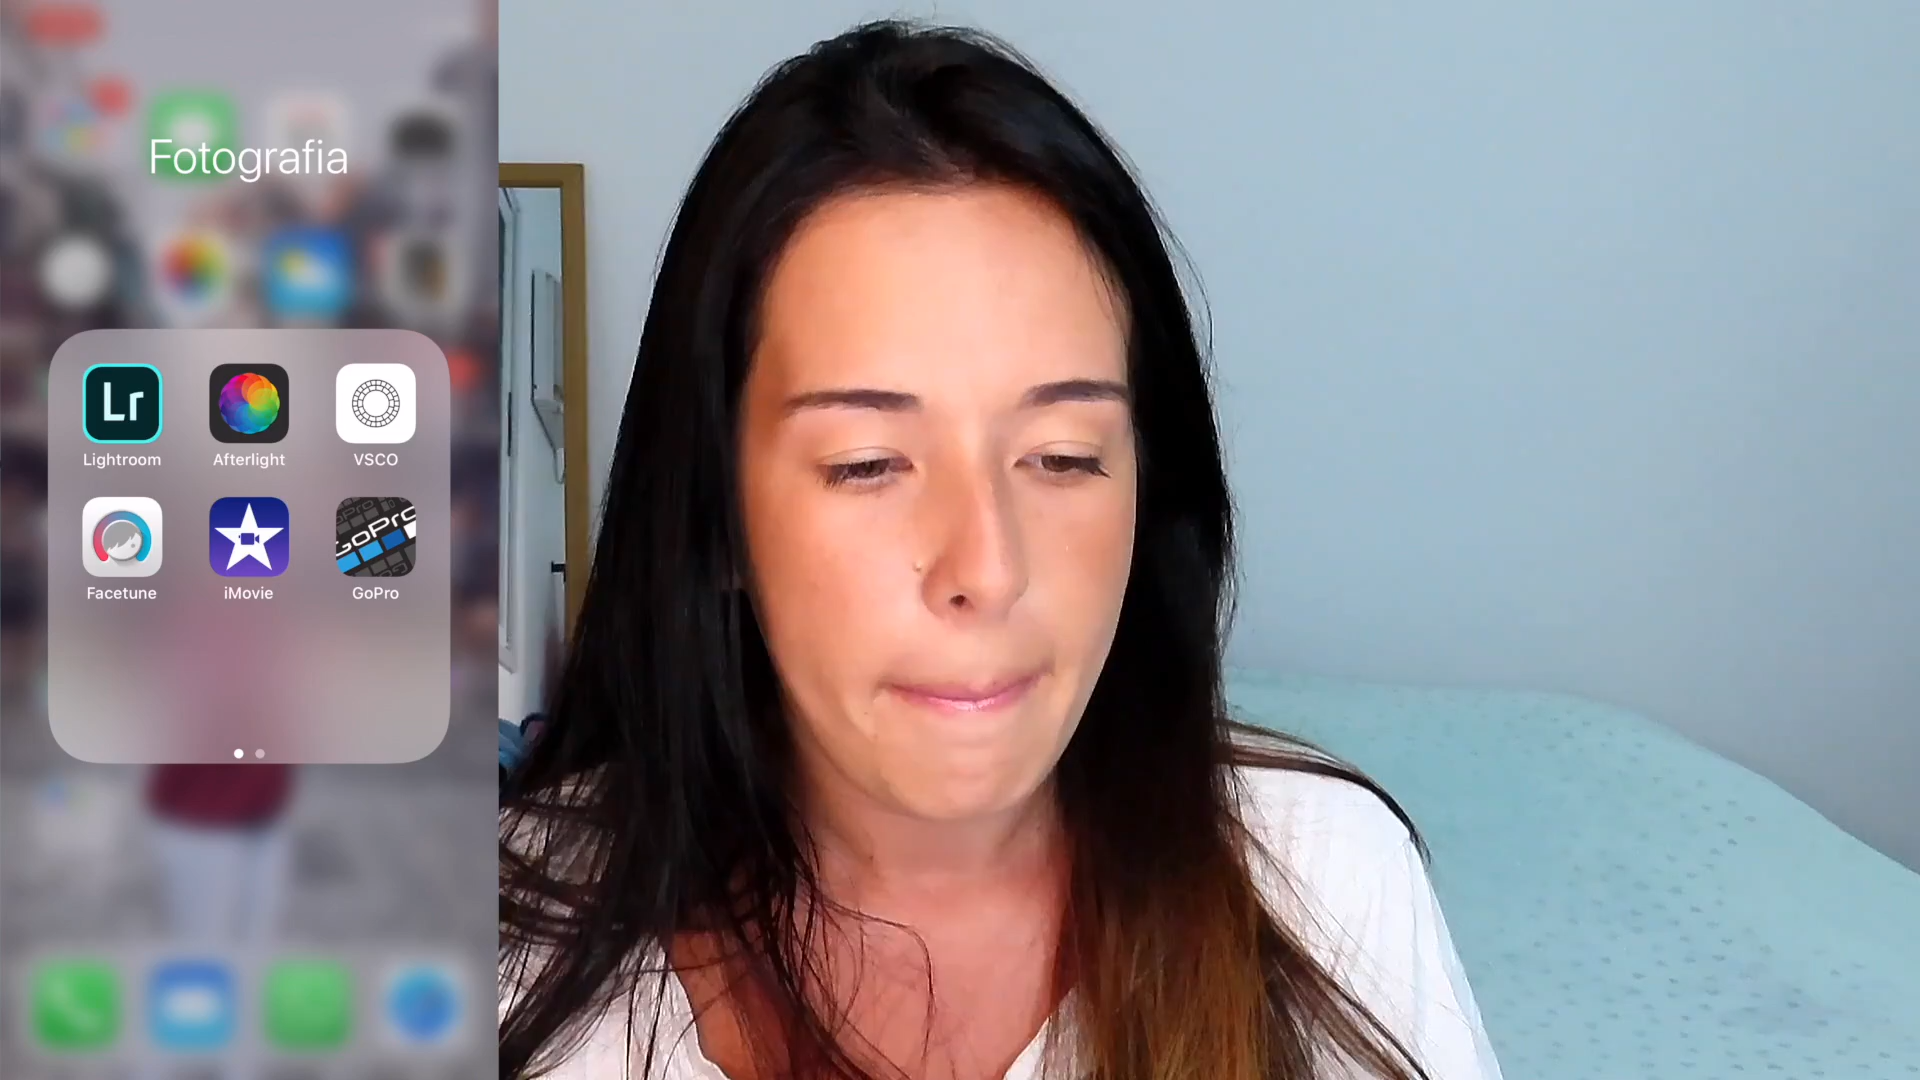 Fotografia
Lr
Lightroom Afterlight VSCO
GoPro
Facetune iMovie GoPro